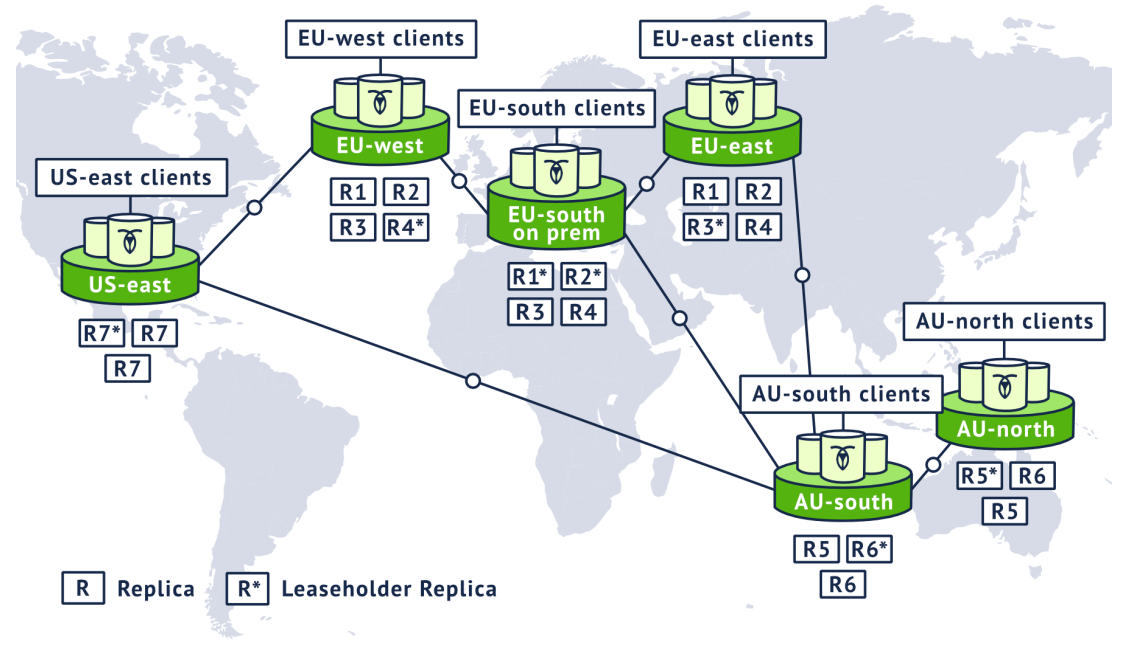 EU-west clients
EU-east clients
EU-south clients
US-east clients
EU-west
EU-east
R1 R2
R3 R4*
EU-south
on prem
R1 R2
R3* R4
US-east
R1* R2*
R3 R4
R7* R7
R7
AU-north clients
AU-south clients
AU-north
R5* R6
R5
AU-south
R5 R6*
R6
R Replica
R* Leaseholder Replica